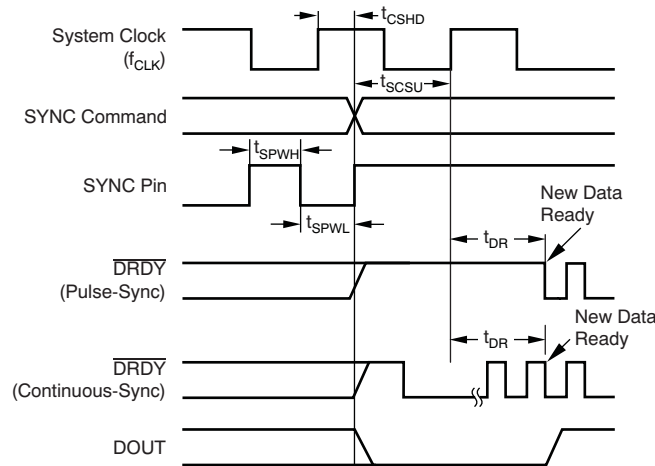 tCSHD
System Clock
(fCLK)
tSCSU
SYNC Command
tSPWH
SYNC Pin
New Data
Ready
tSPWL
tDR
DRDY
(Pulse-Sync)
New Data
Ready
tDR
DRDY
(Continuous-Sync)
DOUT